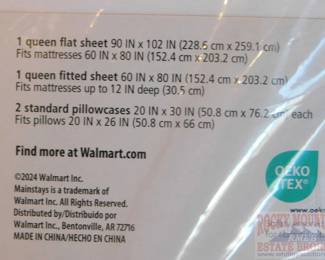 1 queen flat sheet 90 IN x 102 IN (228.6 cm x 259.1 cm)
Fits mattresses 60 IN x 80 IN (152.4 cm x 203.2 cm)
1 queen fitted sheet 60 IN x 80 IN (152.4 cm x 203.2 cm)
Fits mattresses up to 12 IN deep (30.5 cm)
2 standard pillowcases 20 IN x 30 IN (50.8 cm x 76.2 cm) each
Fits pillows 20 IN x 26 IN (50.8 cm x 66 cm)
Find more at Walmart.com
©2024 Walmart Inc.
Mainstays is a trademark of
Walmart Inc. All Rights Reserved.
Distributed by/Distribuido por
Walmart Inc., Bentonville, AR 72716
MADE IN CHINA/HECHO EN CHINA
OEKO
TEX®
ROCKY MOUNTAIN
ESTATE BROKERS